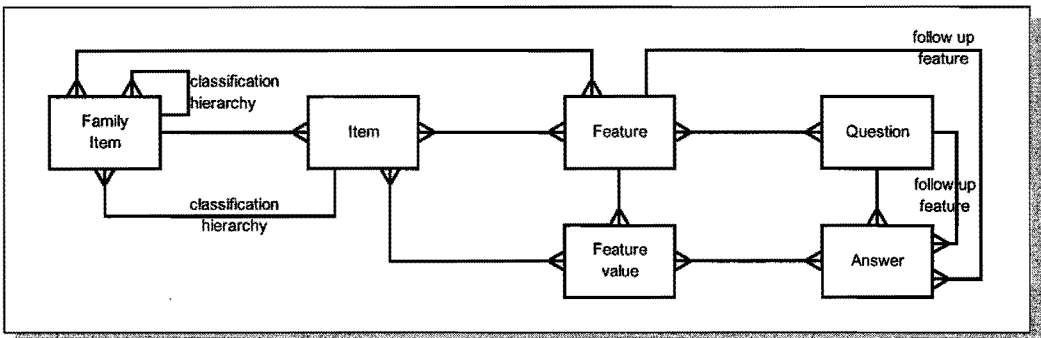 follow up
feature
classification
hierarchy
Family
Item
Item
Feature
Question
follow up
feature
classification
hierarchy
Feature
value
Answer